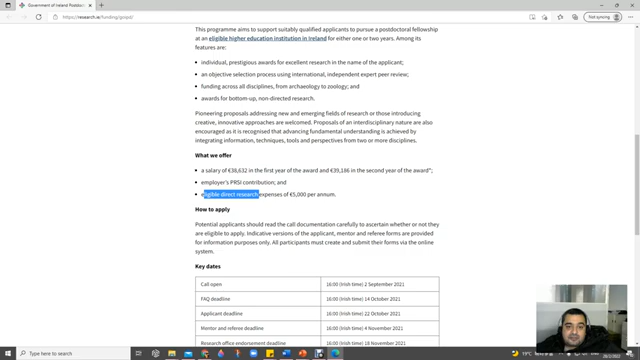 Government of Ireland Postdoc
https://research.ie/funding/goipd/
Not syncing
This programme aims to support suitably qualified applicants to pursue a postdoctoral fellowship
at an eligible higher education institution in Ireland for either one or two years. Among its
features are:
individual, prestigious awards for excellent research in the name of the applicant;
an objective selection process using international, independent expert peer review;
funding across all disciplines, from archaeology to zoology; and
awards for bottom-up, non-directed research.
Pioneering proposals addressing new and emerging fields of research or those introducing
creative, innovative approaches are welcomed. Proposals of an interdisciplinary nature are also
encouraged as it is recognised that advancing fundamental understanding is achieved by
integrating information, techniques, tools and perspectives from two or more disciplines.
What we offer
a salary of €38,632 in the first year of the award and €39,186 in the second year of the award*;
employer's PRSI contribution; and
eligible direct research expenses of €5,000 per annum.
How to apply
Potential applicants should read the call documentation carefully to ascertain whether or not they
are eligible to apply. Indicative versions of the applicant, mentor and referee forms are provided
for information purposes only. All participants must create and submit their forms via the online
system.
Key dates
Call open 16:00 (Irish time) 2 September 2021
FAQ deadline 16:00 (Irish time) 14 October 2021
Applicant deadline 16:00 (Irish time) 22 October 2021
Mentor and referee deadline 16:00 (Irish time) 4 November 2021
Research office endorsement deadline 16:00 (Irish time) 18 November 2021
Type here to search